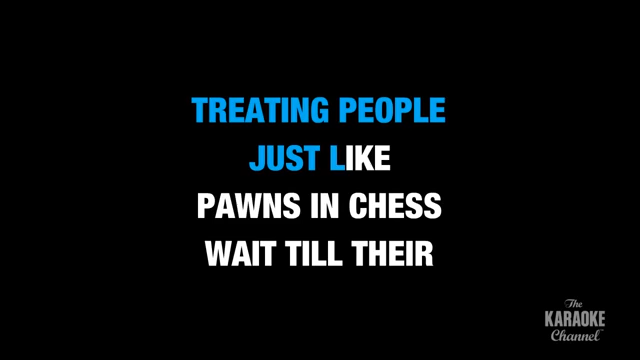 TREATING PEOPLE
JUST LIKE
PAWNS IN CHESS
WAIT TILL THEIR
The
KARAOKE
Channel